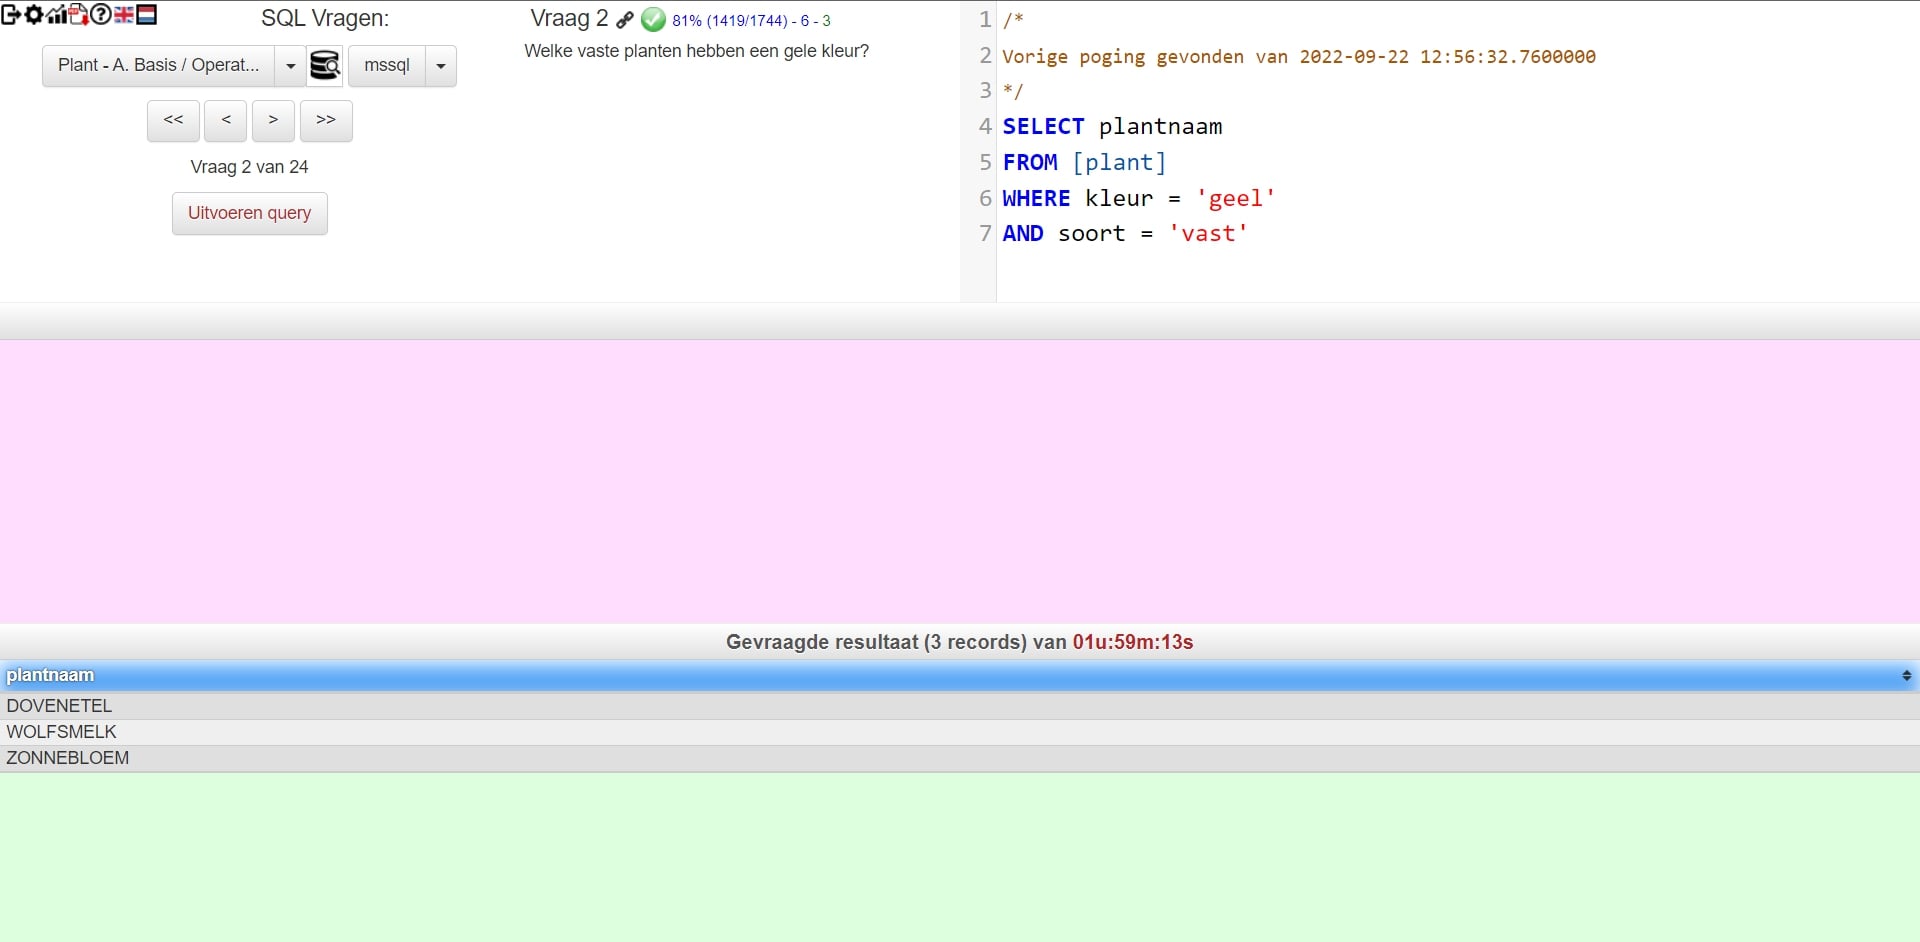 SQL Vragen:
Plant - A. Basis / Operat...
mssql
<<
<
>
>>
Vraag 2 van 24
Uitvoeren query
Vraag 2
81% (1419/1744) - 6 - 3
Welke vaste planten hebben een gele kleur?
1 /*
2 Vorige poging gevonden van 2022-09-22 12:56:32.7600000
3 */
4 SELECT plantnaam
5 FROM [plant]
6 WHERE kleur = 'geel'
7 AND soort = 'vast'
Gevraagde resultaat (3 records) van 01u:59m:13s
plantnaam
DOVENETEL
WOLFSMELK
ZONNEBLOEM